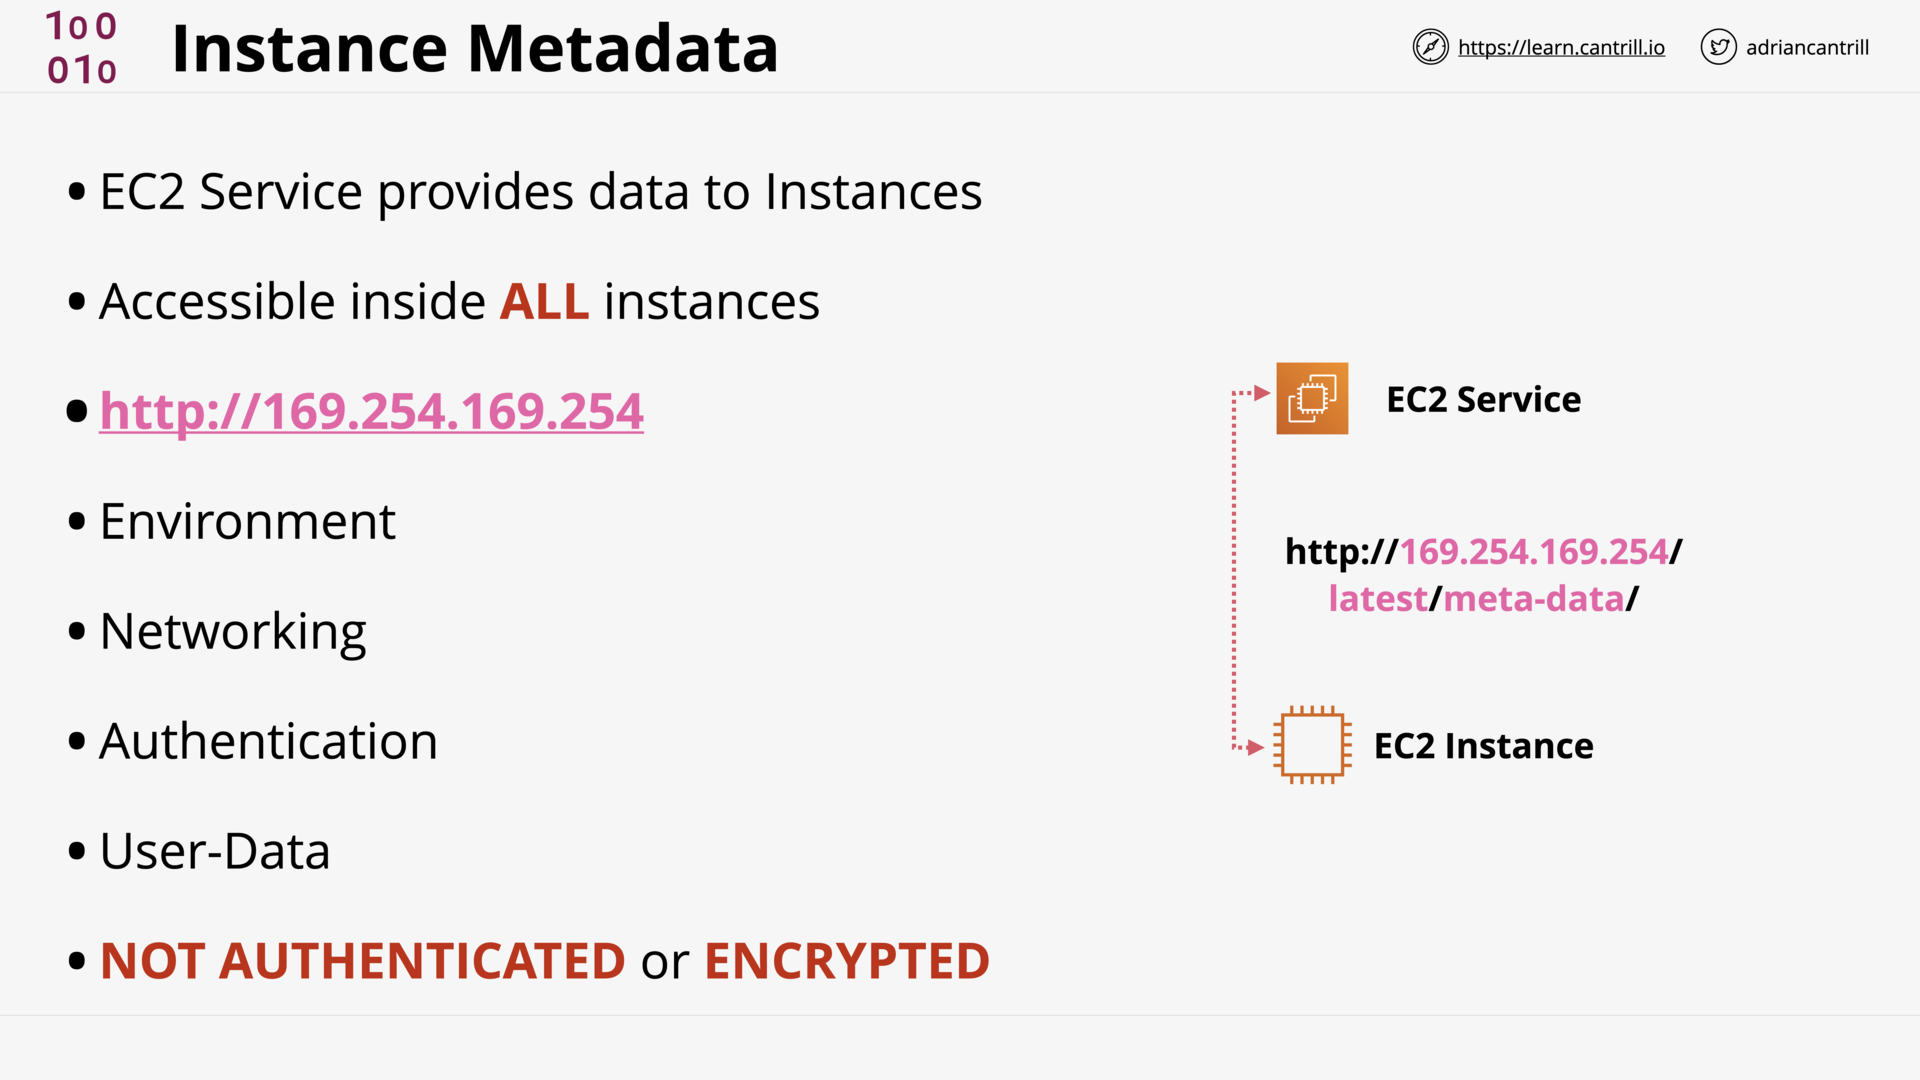 100
010
Instance Metadata
https://learn.cantrill.io
adriancantrill
• EC2 Service provides data to Instances
• Accessible inside ALL instances
• http://169.254.169.254
• Environment
• Networking
• Authentication
• User-Data
• NOT AUTHENTICATED or ENCRYPTED
EC2 Service
http://169.254.169.254/
latest/meta-data/
EC2 Instance